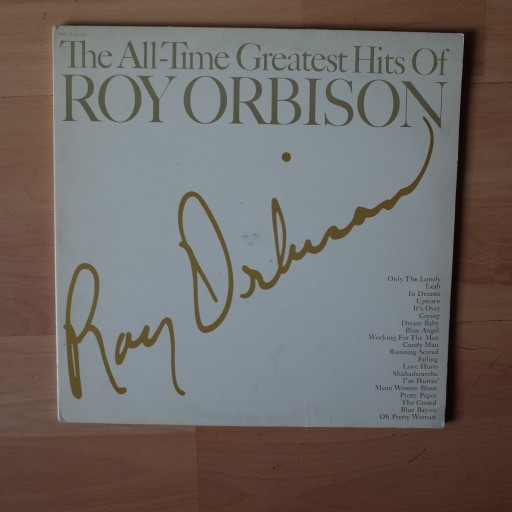 The All-Time Greatest Hits Of
ROY ORBISON
Roy Orbison
Only The Lonely
Leah
In Dreams
Uptown
It's Over
Crying
Dream Baby
Blue Angel
Working For The Man
Candy Man
Running Scared
Falling
Love Hurts
Shahadaroba
I'm Hurtin'
Mean Woman Blues
Pretty Paper
The Crowd
Blue Bayou
Oh Pretty Woman